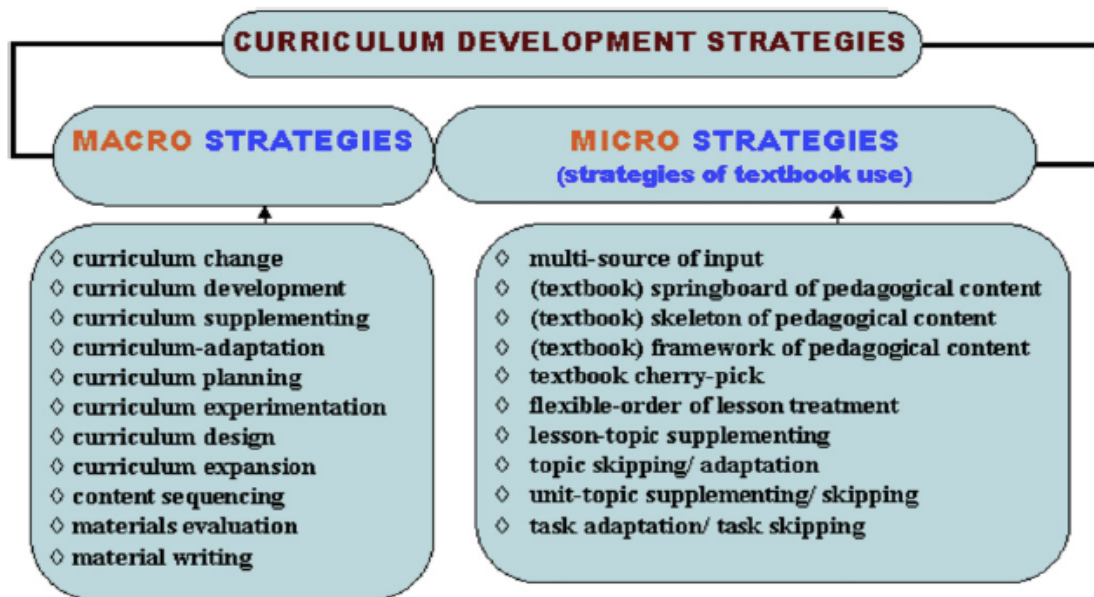 CURRICULUM DEVELOPMENT STRATEGIES
MACRO STRATEGIES
◊ curriculum change
◊ curriculum development
◊ curriculum supplementing
◊ curriculum-adaptation
◊ curriculum planning
◊ curriculum experimentation
◊ curriculum design
◊ curriculum expansion
◊ content sequencing
◊ materials evaluation
◊ material writing
MICRO STRATEGIES
(strategies of textbook use)
◊ multi-source of input
◊ (textbook) springboard of pedagogical content
◊ (textbook) skeleton of pedagogical content
◊ (textbook) framework of pedagogical content
◊ textbook cherry-pick
◊ flexible-order of lesson treatment
◊ lesson-topic supplementing
◊ topic skipping/ adaptation
◊ unit-topic supplementing/ skipping
◊ task adaptation/ task skipping